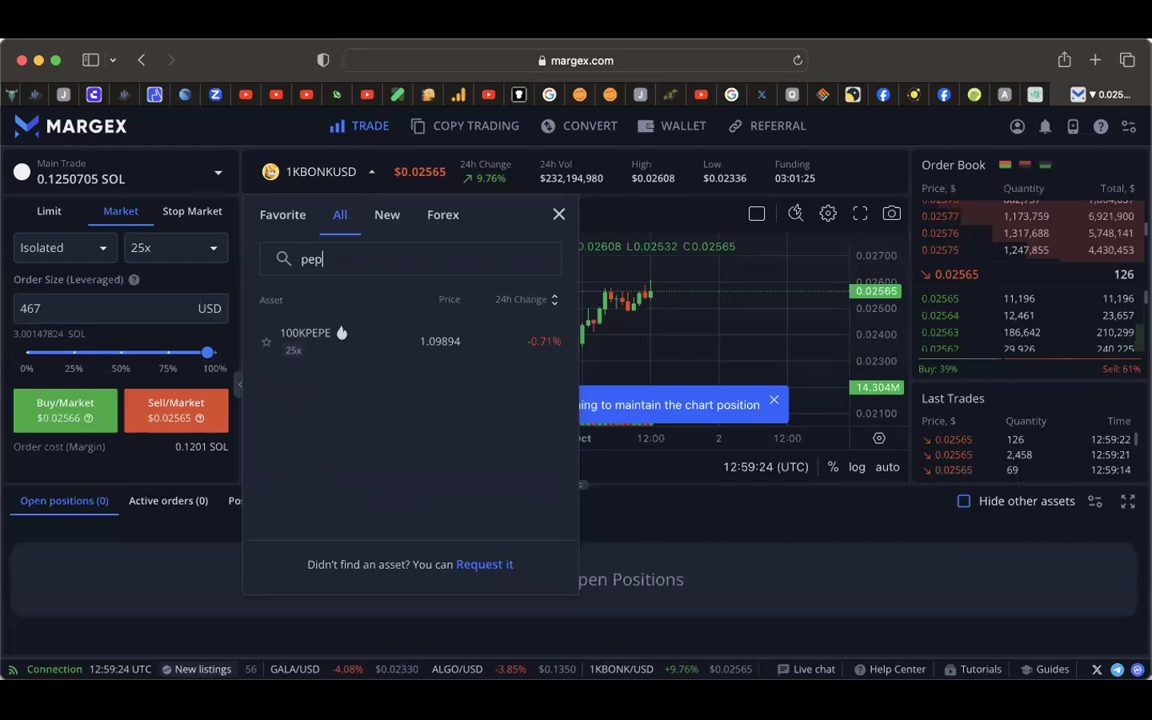 margex.com
0.025...
MARGEX
TRADE
COPY TRADING
CONVERT
WALLET
REFERRAL
Main Trade
0.1250705 SOL
1KBONKUSD
$0.02565
24h Change
9.76%
24h Vol
$232,194,980
High
$0.02608
Low
$0.02336
Funding
03:01:25
Limit
Market
Stop Market
Isolated
25x
Order Size (Leveraged)
467
USD
3.00147824 SOL
0%
25%
50%
75%
100%
Buy/Market
$0.02566
Sell/Market
$0.02565
Order cost (Margin)
0.1201 SOL
Favorite
All
New
Forex
pep
Asset
Price
24h Change
100KPEPE
25x
1.09894
-0.71%
Didn't find an asset? You can Request it
0.02608 L0.02532 C0.02565
0.02700
0.02565
0.02500
0.02400
0.02300
14.304M
0.02100
ing to maintain the chart position
Oct
12:00
2
12:00
12:59:24 (UTC)
%
log
auto
Order Book
Price, $
Quantity
Total, $
0.02577
1,173,759
6,921,900
0.02576
1,317,688
5,748,141
0.02575
1,247,855
4,430,453
0.02565
126
0.02565
11,196
11,196
0.02564
12,461
23,657
0.02563
186,642
210,299
0.02562
29,926
240,225
Buy: 39%
Sell: 61%
Last Trades
Price, $
Quantity
Time
0.02565
126
12:59:22
0.02565
2,458
12:59:21
0.02565
69
12:59:14
Open positions (0)
Active orders (0)
Po
Hide other assets
pen Positions
Connection
12:59:24 UTC
New listings
56
GALA/USD
-4.08%
$0.02330
ALGO/USD
-3.85%
$0.1350
1KBONK/USD
+9.76%
$0.02565
Live chat
Help Center
Tutorials
Guides